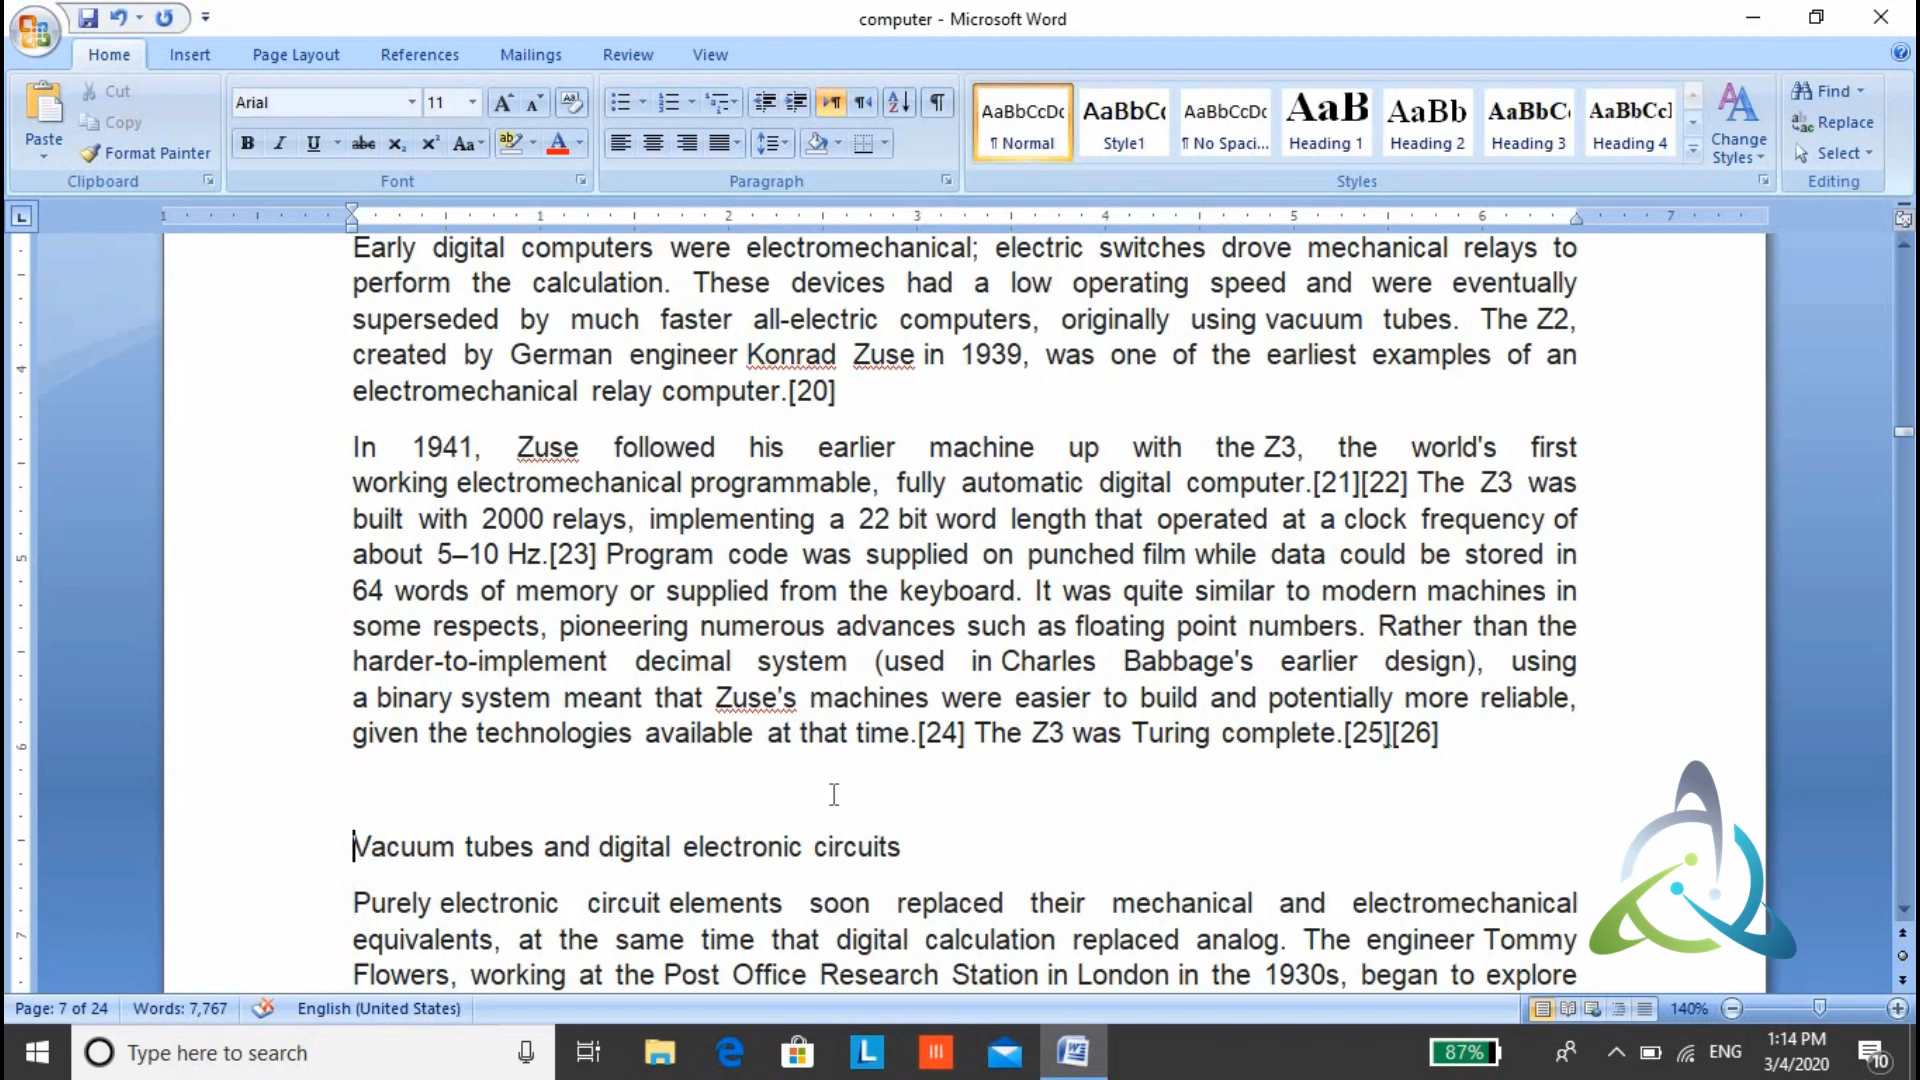 computer - Microsoft Word
Home Insert Page Layout References Mailings Review View
Paste
Cut
Copy
Format Painter
Clipboard
Arial 11
Font
Paragraph
AaBbCcDc AaBbCc AaBbCcDc AaB AaBb AaBbC AaBbCcI
¶ Normal Style1 ¶ No Spaci... Heading 1 Heading 2 Heading 3 Heading 4
Change Styles
Styles
Find
Replace
Select
Editing
1 1 2 3 4 5 6 7
Early digital computers were electromechanical; electric switches drove mechanical relays to
perform the calculation. These devices had a low operating speed and were eventually
superseded by much faster all-electric computers, originally using vacuum tubes. The Z2,
created by German engineer Konrad Zuse in 1939, was one of the earliest examples of an
electromechanical relay computer.[20]
In 1941, Zuse followed his earlier machine up with the Z3, the world's first
working electromechanical programmable, fully automatic digital computer.[21][22] The Z3 was
built with 2000 relays, implementing a 22 bit word length that operated at a clock frequency of
about 5–10 Hz.[23] Program code was supplied on punched film while data could be stored in
64 words of memory or supplied from the keyboard. It was quite similar to modern machines in
some respects, pioneering numerous advances such as floating point numbers. Rather than the
harder-to-implement decimal system (used in Charles Babbage's earlier design), using
a binary system meant that Zuse's machines were easier to build and potentially more reliable,
given the technologies available at that time.[24] The Z3 was Turing complete.[25][26]
Vacuum tubes and digital electronic circuits
Purely electronic circuit elements soon replaced their mechanical and electromechanical
equivalents, at the same time that digital calculation replaced analog. The engineer Tommy
Flowers, working at the Post Office Research Station in London in the 1930s, began to explore
Page: 7 of 24 Words: 7,767 English (United States) 140%
Type here to search
87% ENG 1:14 PM
3/4/2020 10